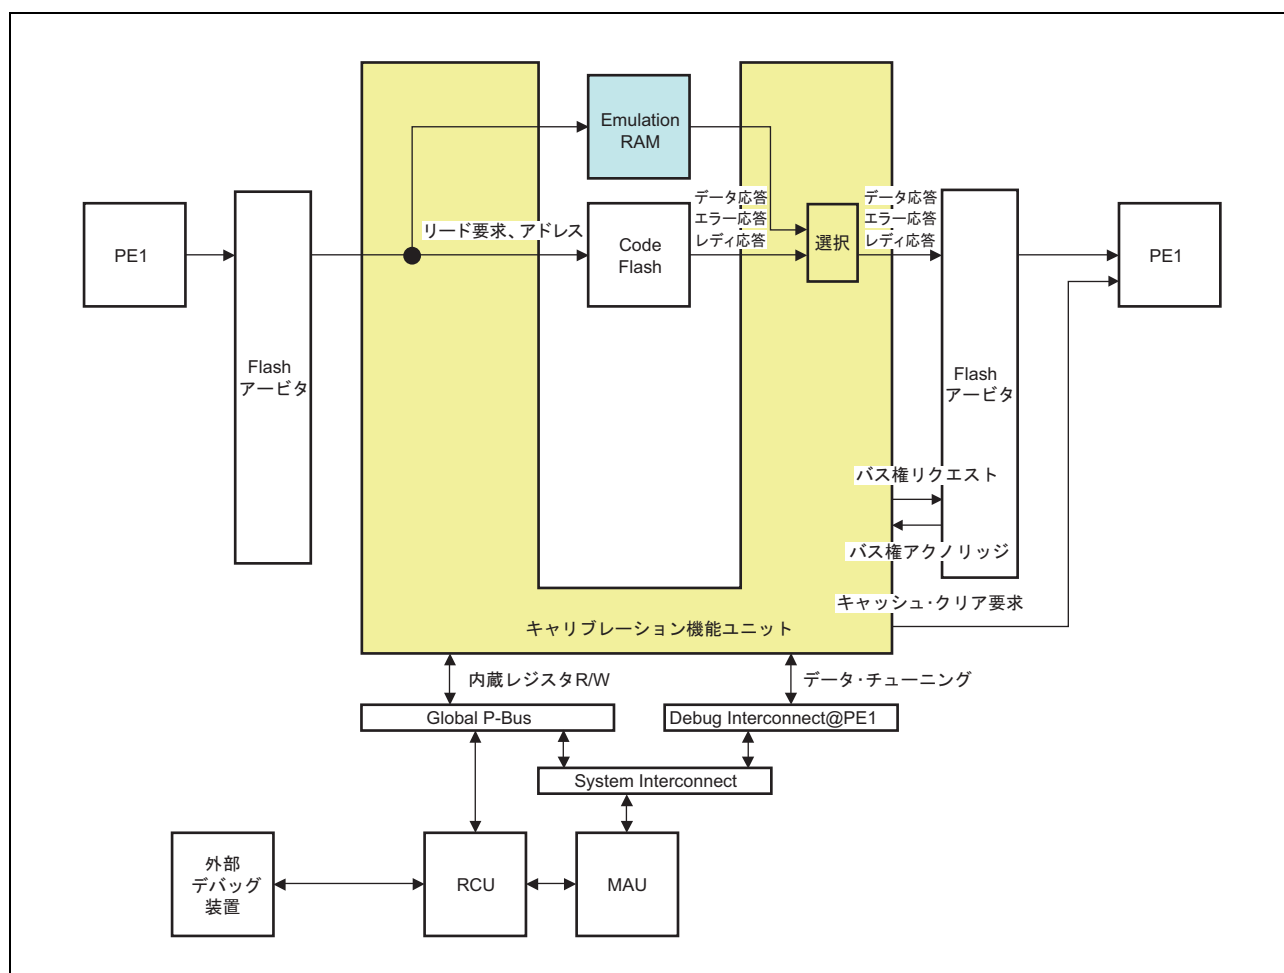 Emulation
RAM
データ応答
エラー応答
レディ応答
データ応答
エラー応答
レディ応答
PE1
リード要求、アドレス
Code
Flash
選択
PE1
Flash
アービタ
Flash
アービタ
バス権リクエスト
バス権アクノリッジ
キャッシュ･クリア要求
キャリブレーション機能ユニット
内蔵レジスタR/W
データ･チューニング
Global P-Bus
Debug Interconnect@PE1
System Interconnect
外部
デバッグ
装置
RCU
MAU